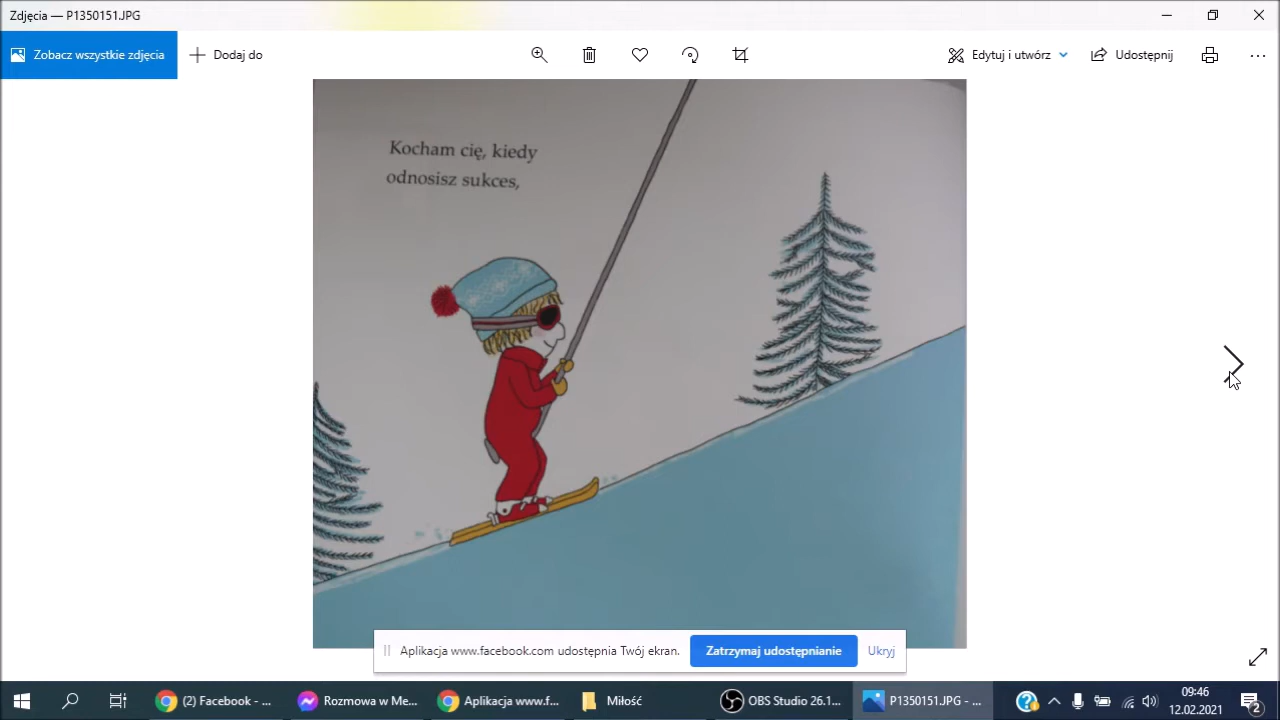 Zdjęcia — P1350151.JPG
Zobacz wszystkie zdjęcia
Dodaj do
Edytuj i utwórz
Udostępnij
Kocham cię, kiedy
odnosisz sukces,
Aplikacja www.facebook.com udostępnia Twój ekran.
Zatrzymaj udostępnianie
Ukryj
(2) Facebook - ...
Rozmowa w Me...
Aplikacja www.f...
Miłość
OBS Studio 26.1...
P1350151.JPG - ...
09:46
12.02.2021
2